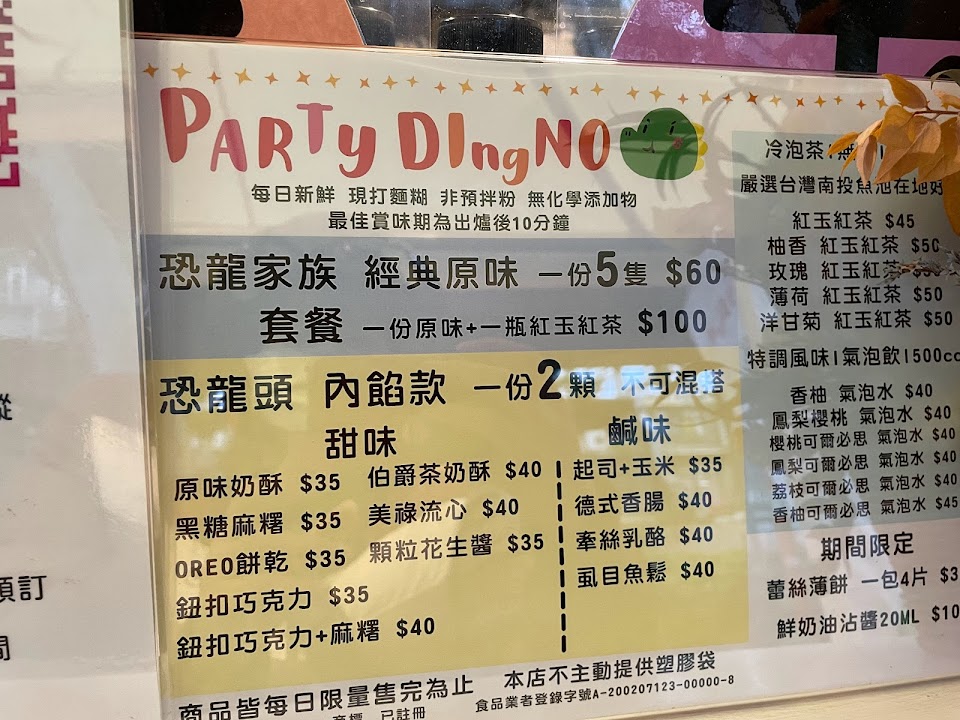 PARTY DIngNO
每日新鮮 現打麵糊 非預拌粉 無化學添加物
最佳賞味期為出爐後10分鐘
恐龍家族 經典原味 一份5隻 $60
套餐 一份原味+一瓶紅玉紅茶 $100
恐龍頭 內餡款 一份2顆 不可混搭
甜味
原味奶酥 $35 伯爵茶奶酥 $40
黑糖麻糬 $35 美祿流心 $40
OREO餅乾 $35 顆粒花生醬 $35
鈕扣巧克力 $35
鈕扣巧克力+麻糬 $40
鹹味
起司+玉米 $35
德式香腸 $40
牽絲乳酪 $40
虱目魚鬆 $40
商品皆每日限量售完為止
本店不主動提供塑膠袋
食品業者登錄字號A-200207123-00000-8
商標 已註冊
冷泡茶
嚴選台灣南投魚池在地好
紅玉紅茶 $45
柚香 紅玉紅茶 $50
玫瑰 紅玉紅茶
薄荷 紅玉紅茶 $50
洋甘菊 紅玉紅茶 $50
特調風味|氣泡飲|500cc
香柚 氣泡水 $40
鳳梨櫻桃 氣泡水 $40
櫻桃可爾必思 氣泡水 $40
鳳梨可爾必思 氣泡水 $40
荔枝可爾必思 氣泡水 $40
香柚可爾必思 氣泡水 $45
期間限定
蕾絲薄餅 一包4片
鮮奶油沾醬20ML $10
預訂